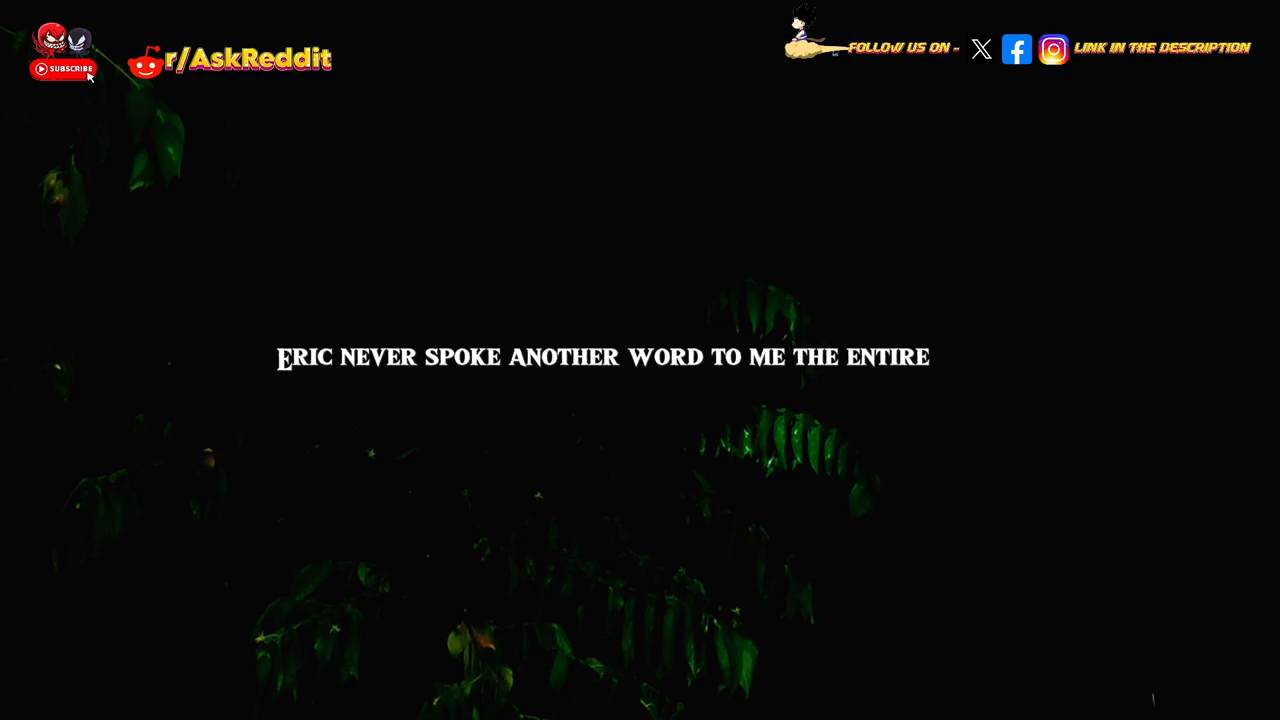 SUBSCRIBE
r/AskReddit
FOLLOW US ON -
LINK IN THE DESCRIPTION
Eric never spoke another word to me the entire